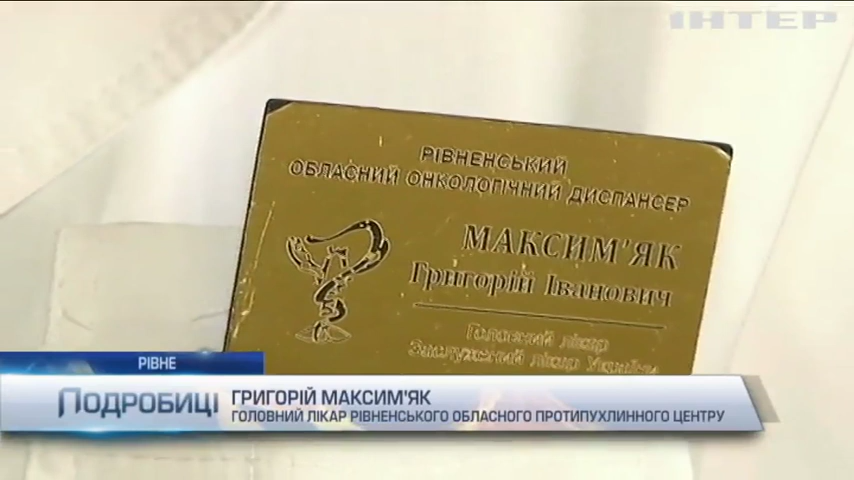 ІНТЕР
РІВНЕНСЬКИЙ
ОБЛАСНИЙ ОНКОЛОГІЧНИЙ ДИСПАНСЕР
МАКСИМ'ЯК
Григорій Іванович
Головний лікар
Заслужений лікар України
РІВНЕ
ПОДРОБИЦІ
ГРИГОРІЙ МАКСИМ'ЯК
ГОЛОВНИЙ ЛІКАР РІВНЕНСЬКОГО ОБЛАСНОГО ПРОТИПУХЛИННОГО ЦЕНТРУ